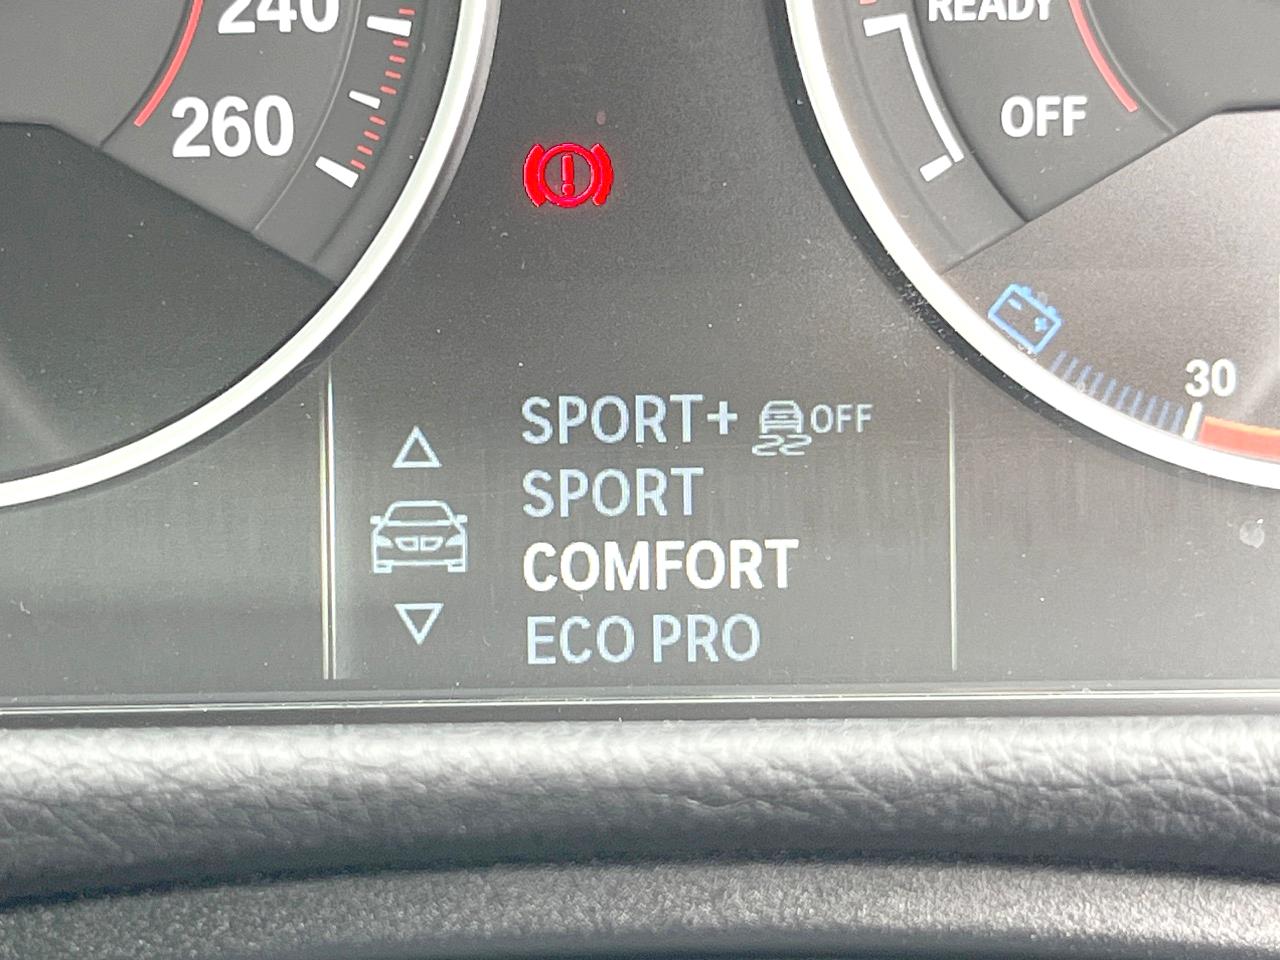 240
260
READY
OFF
30
SPORT+ OFF
SPORT
COMFORT
ECO PRO